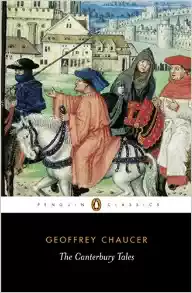 PENGUIN CLASSICS
GEOFFREY CHAUCER
The Canterbury Tales